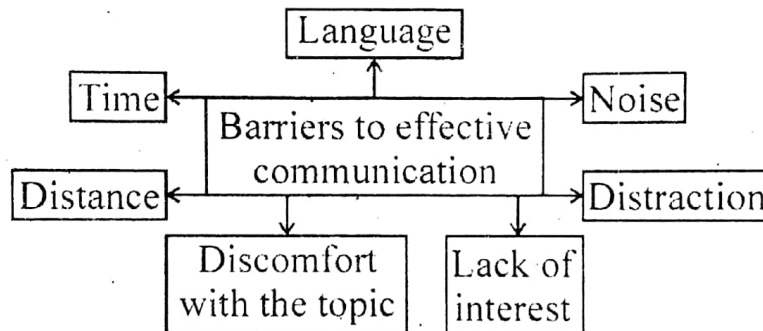 Language
Time
Noise
Barriers to effective
communication
Distance
Distraction
Discomfort
with the topic
Lack of
interest